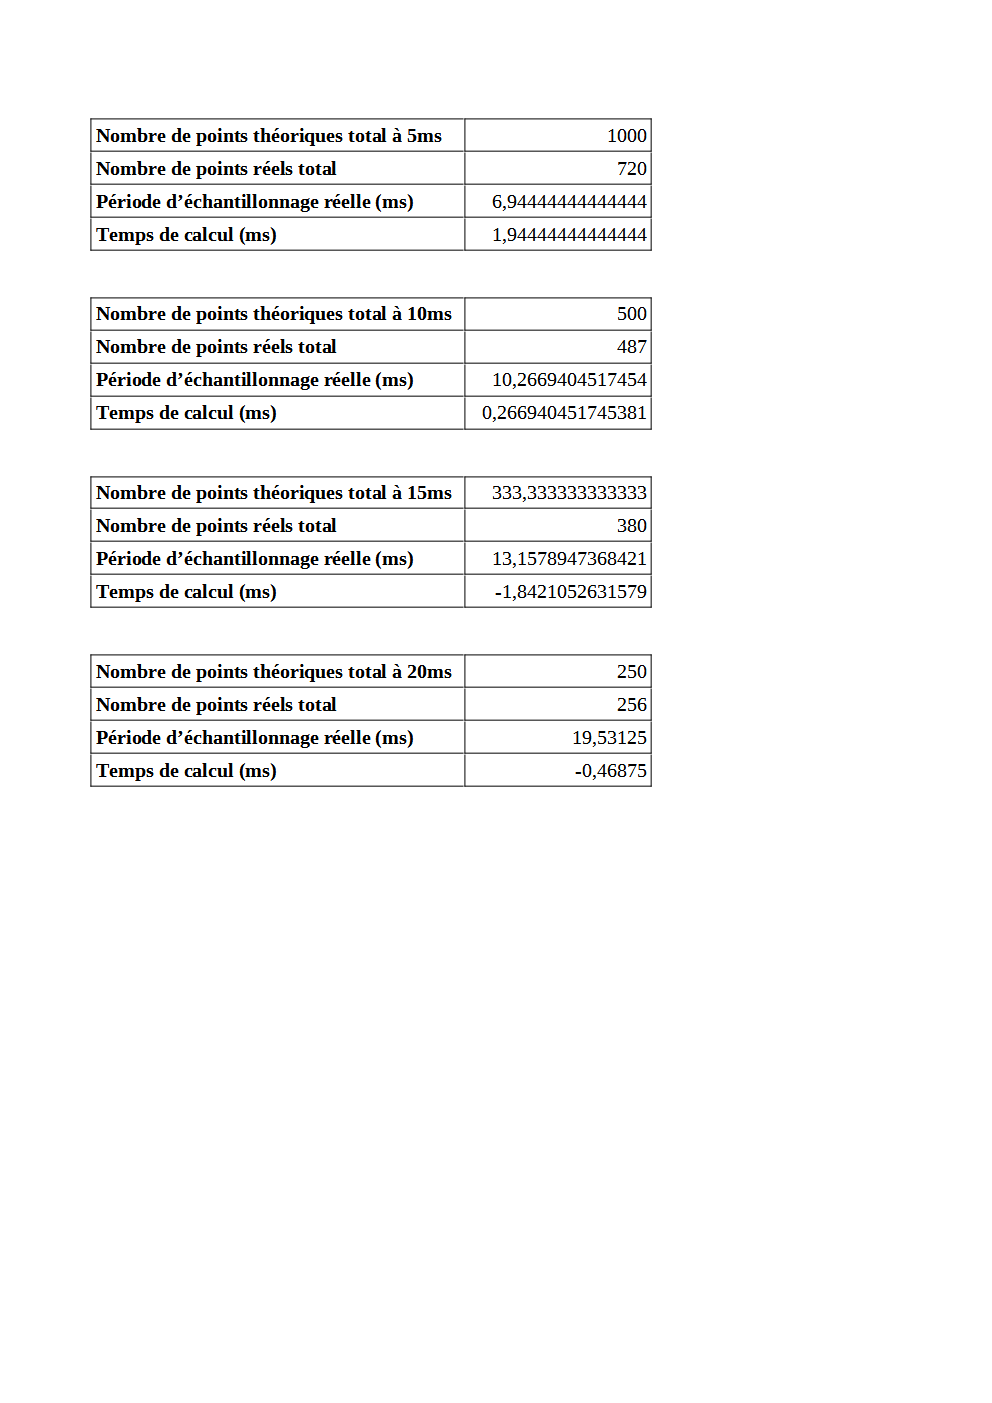 Nombre de points théoriques total à 5ms 1000
Nombre de points réels total 720
Période d’échantillonnage réelle (ms) 6,94444444444444
Temps de calcul (ms) 1,94444444444444
Nombre de points théoriques total à 10ms 500
Nombre de points réels total 487
Période d’échantillonnage réelle (ms) 10,2669404517454
Temps de calcul (ms) 0,266940451745381
Nombre de points théoriques total à 15ms 333,333333333333
Nombre de points réels total 380
Période d’échantillonnage réelle (ms) 13,1578947368421
Temps de calcul (ms) -1,8421052631579
Nombre de points théoriques total à 20ms 250
Nombre de points réels total 256
Période d’échantillonnage réelle (ms) 19,53125
Temps de calcul (ms) -0,46875